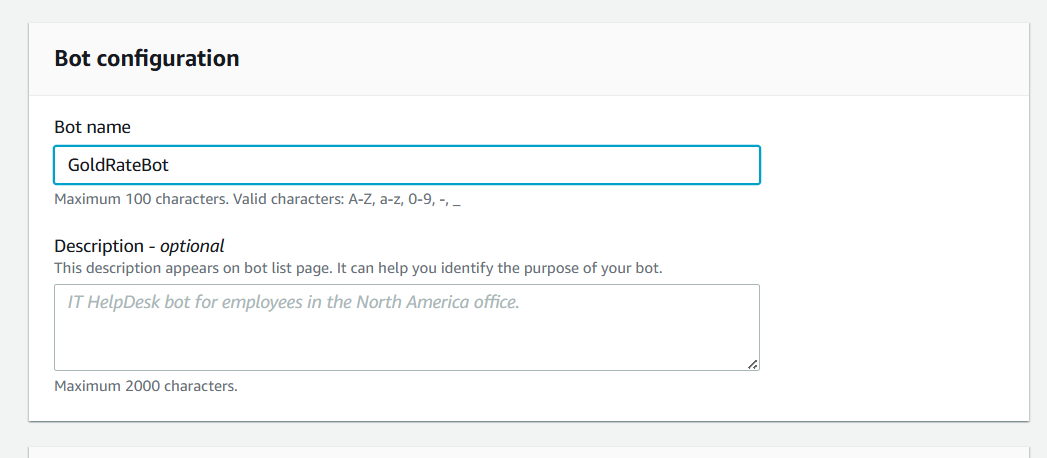 Bot configuration
Bot name
GoldRateBot
Maximum 100 characters. Valid characters: A-Z, a-z, 0-9, -, _
Description - optional
This description appears on bot list page. It can help you identify the purpose of your bot.
IT HelpDesk bot for employees in the North America office.
Maximum 2000 characters.